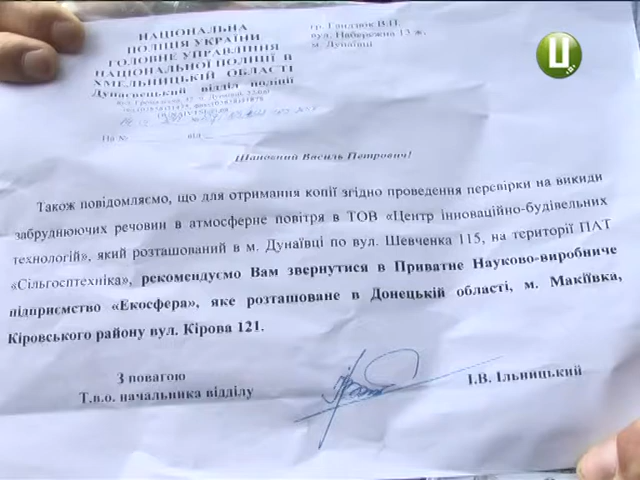 НАЦІОНАЛЬНА
ПОЛІЦІЯ УКРАЇНИ
ГОЛОВНЕ УПРАВЛІННЯ
НАЦІОНАЛЬНОЇ ПОЛІЦІЇ В
ХМЕЛЬНИЦЬКІЙ ОБЛАСТІ
Дунаєвецький відділ поліції
На № від
гр. Гандзюк В.П.
вул. Набережна 13 ж.
м. Дунаївці
Ц
Шановний Василь Петрович!
Також повідомляємо, що для отримання копії згідно проведення перевірки на викиди
забруднюючих речовин в атмосферне повітря в ТОВ «Центр інноваційно-будівельних
технологій», який розташований в м. Дунаївці по вул. Шевченка 115, на території ПАТ
«Сільгосптехніка», рекомендуємо Вам звернутися в Приватне Науково-виробниче
підприємство «Екосфера», яке розташоване в Донецькій області, м. Макіївка,
Кіровського району вул. Кірова 121.
З повагою
Т.в.о. начальника відділу
І.В. Ільницький